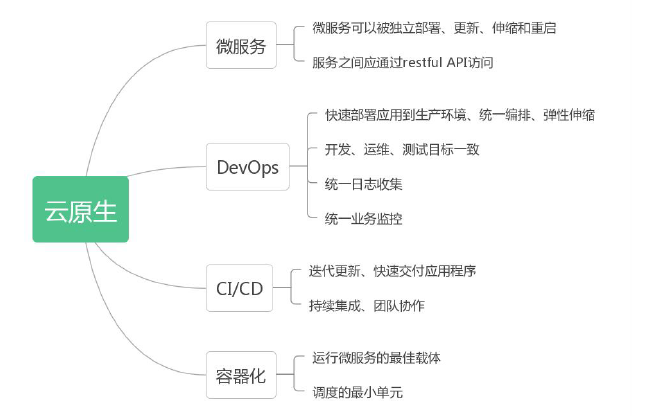 云原生
微服务
微服务可以被独立部署、更新、伸缩和重启
服务之间应通过restful API访问
DevOps
快速部署应用到生产环境、统一编排、弹性伸缩
开发、运维、测试目标一致
统一日志收集
统一业务监控
CI/CD
迭代更新、快速交付应用程序
持续集成、团队协作
容器化
运行微服务的最佳载体
调度的最小单元